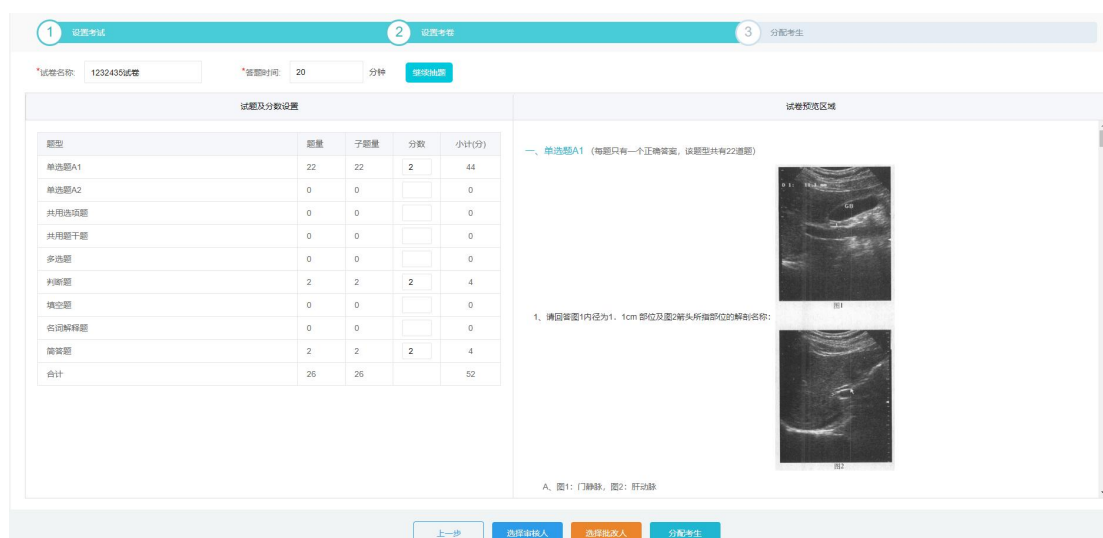 1 设置考试 2 设置考卷 3 分配考生
*试卷名称: 1232435试卷 *答题时间: 20 分钟 继续抽题
试题及分数设置 试卷预览区域
题型 题量 子题量 分数 小计(分)
单选题A1 22 22 2 44
单选题A2 0 0 0
共用选项题 0 0 0
共用题干题 0 0 0
多选题 0 0 0
判断题 2 2 2 4
填空题 0 0 0
名词解释题 0 0 0
简答题 2 2 2 4
合计 26 26 52
一、单选题A1 (每题只有一个正确答案, 该题型共有22道题)
GB
图1
1、请回答图1内径为1．1cm 部位及图2箭头所指部位的解剖名称:
图2
A、图1: 门静脉, 图2: 肝动脉
上一步 选择审核人 选择批改人 分配考生